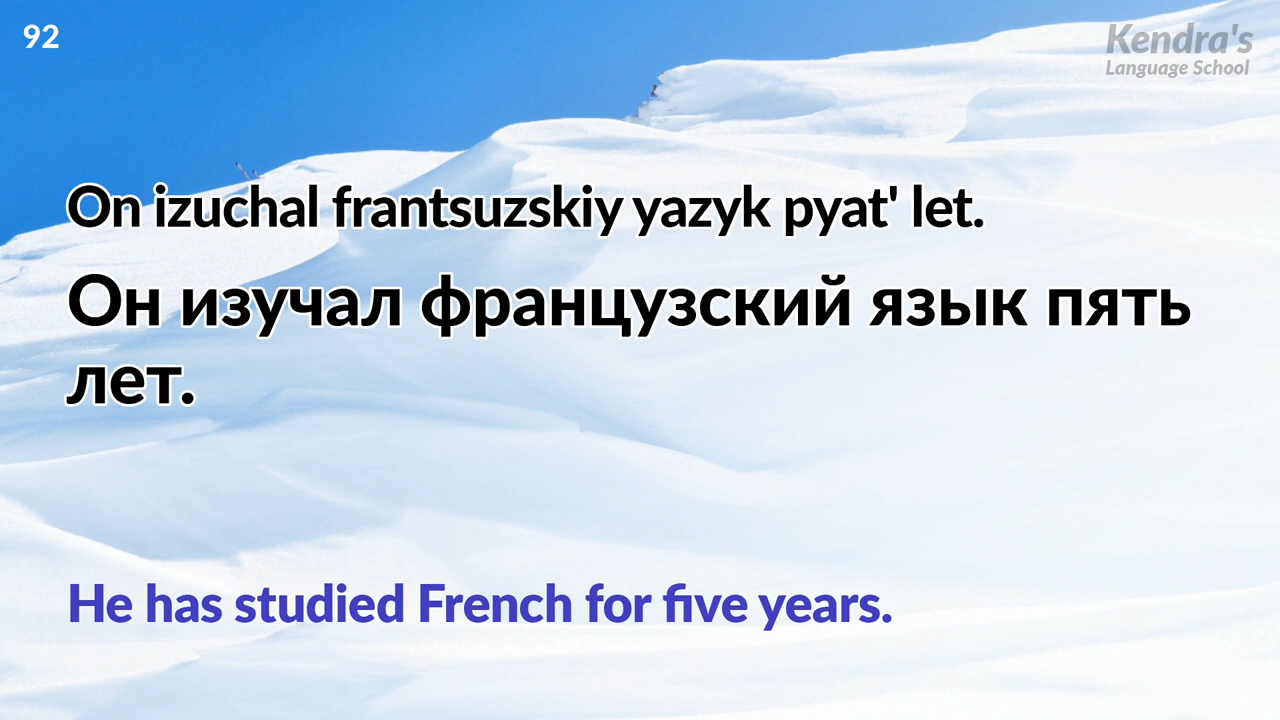 92
Kendra's
Language School
On izuchal frantsuzskiy yazyk pyat' let.
Он изучал французский язык пять
лет.
He has studied French for five years.